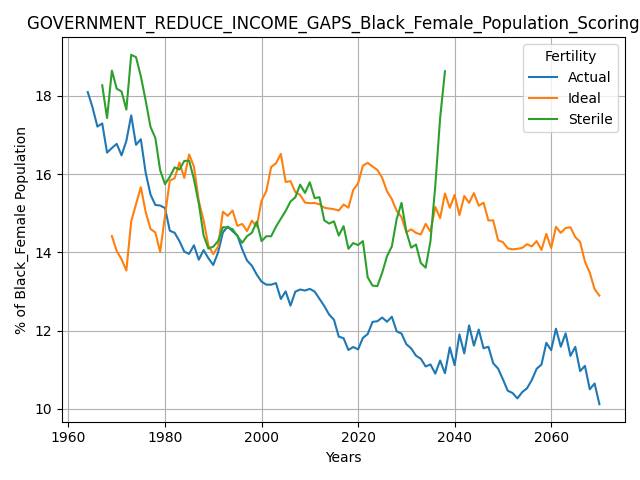 GOVERNMENT_REDUCE_INCOME_GAPS_Black_Female_Population_Scoring
% of Black_Female Population
18
16
14
12
10
Fertility
Actual
Ideal
Sterile
1960 1980 2000 2020 2040 2060
Years